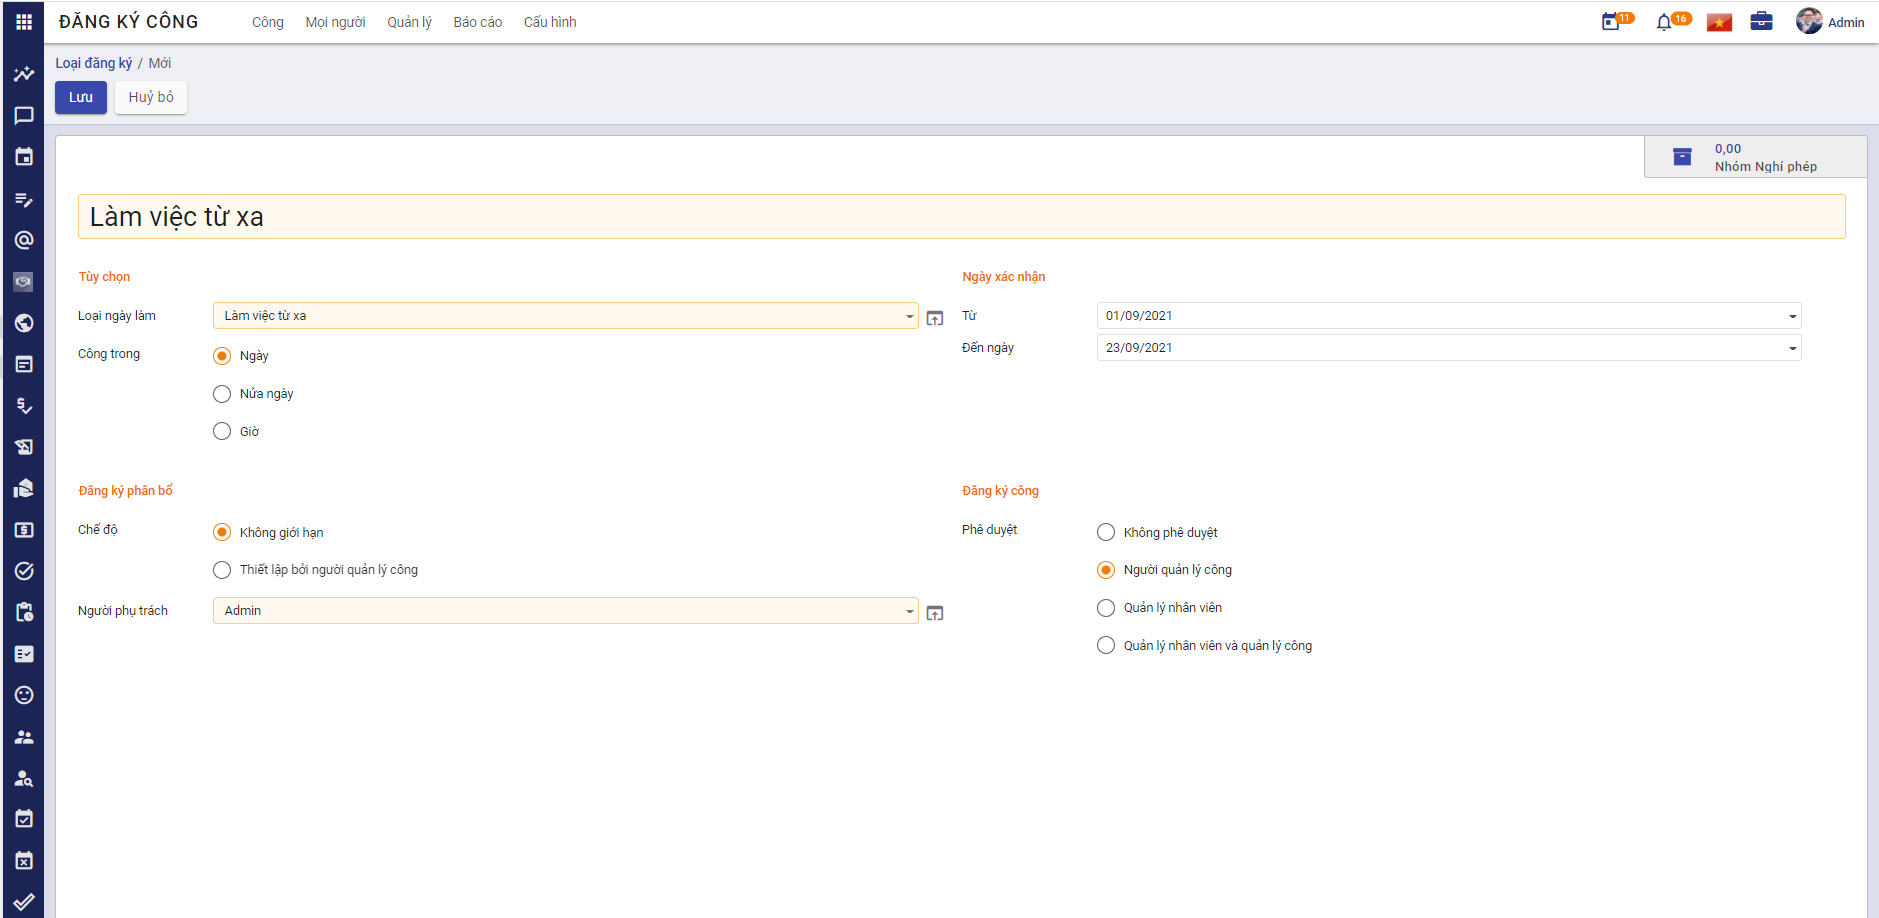 ĐĂNG KÝ CÔNG Công Mọi người Quản lý Báo cáo Cấu hình 11 16 Admin
Loại đăng ký / Mới
Lưu Huỷ bỏ
0,00
Nhóm Nghí phép
Làm việc từ xa
Tùy chọn
Loại ngày làm Làm việc từ xa
Công trong Ngày
Nửa ngày
Giờ
Ngày xác nhận
Từ 01/09/2021
Đến ngày 23/09/2021
Đăng ký phân bổ
Chế độ Không giới hạn
Thiết lập bởi người quản lý công
Người phụ trách Admin
Đăng ký công
Phê duyệt Không phê duyệt
Người quản lý công
Quản lý nhân viên
Quản lý nhân viên và quản lý công